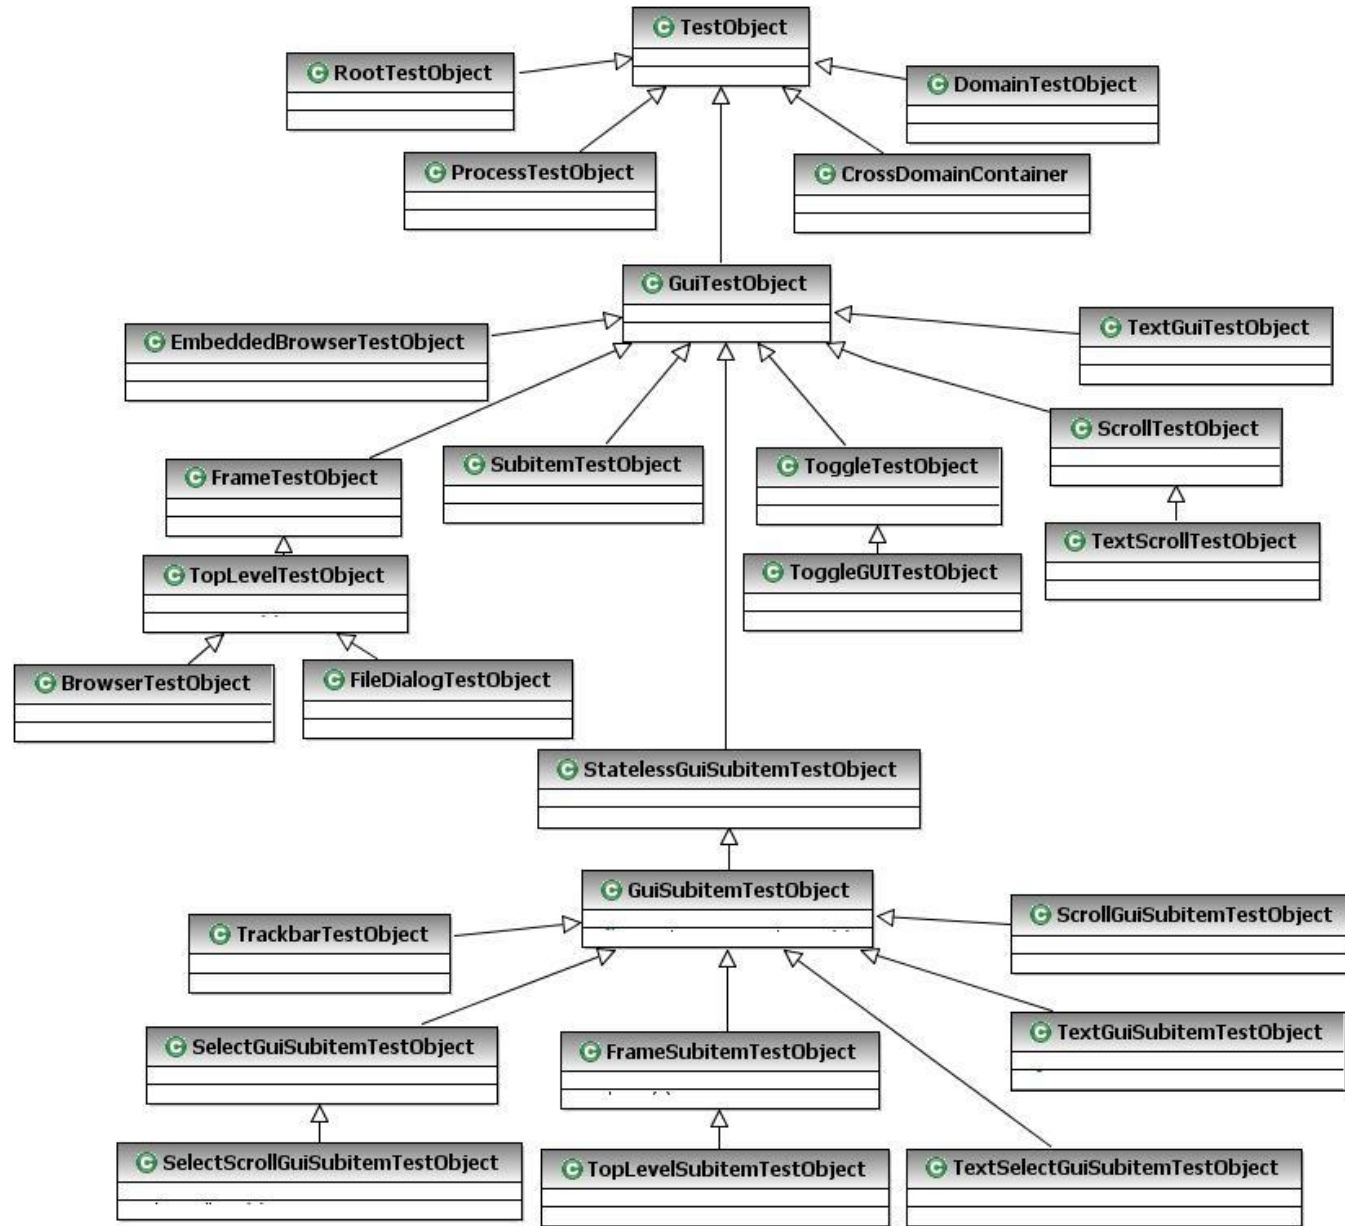 TestObject
RootTestObject
DomainTestObject
ProcessTestObject
CrossDomainContainer
GuiTestObject
EmbeddedBrowserTestObject
TextGuiTestObject
ScrollTestObject
FrameTestObject
SubitemTestObject
ToggleTestObject
TextScrollTestObject
TopLevelTestObject
ToggleGUITestObject
BrowserTestObject
FileDialogTestObject
StatelessGuiSubitemTestObject
GuiSubitemTestObject
ScrollGuiSubitemTestObject
TrackbarTestObject
TextGuiSubitemTestObject
SelectGuiSubitemTestObject
FrameSubitemTestObject
SelectScrollGuiSubitemTestObject
TopLevelSubitemTestObject
TextSelectGuiSubitemTestObject